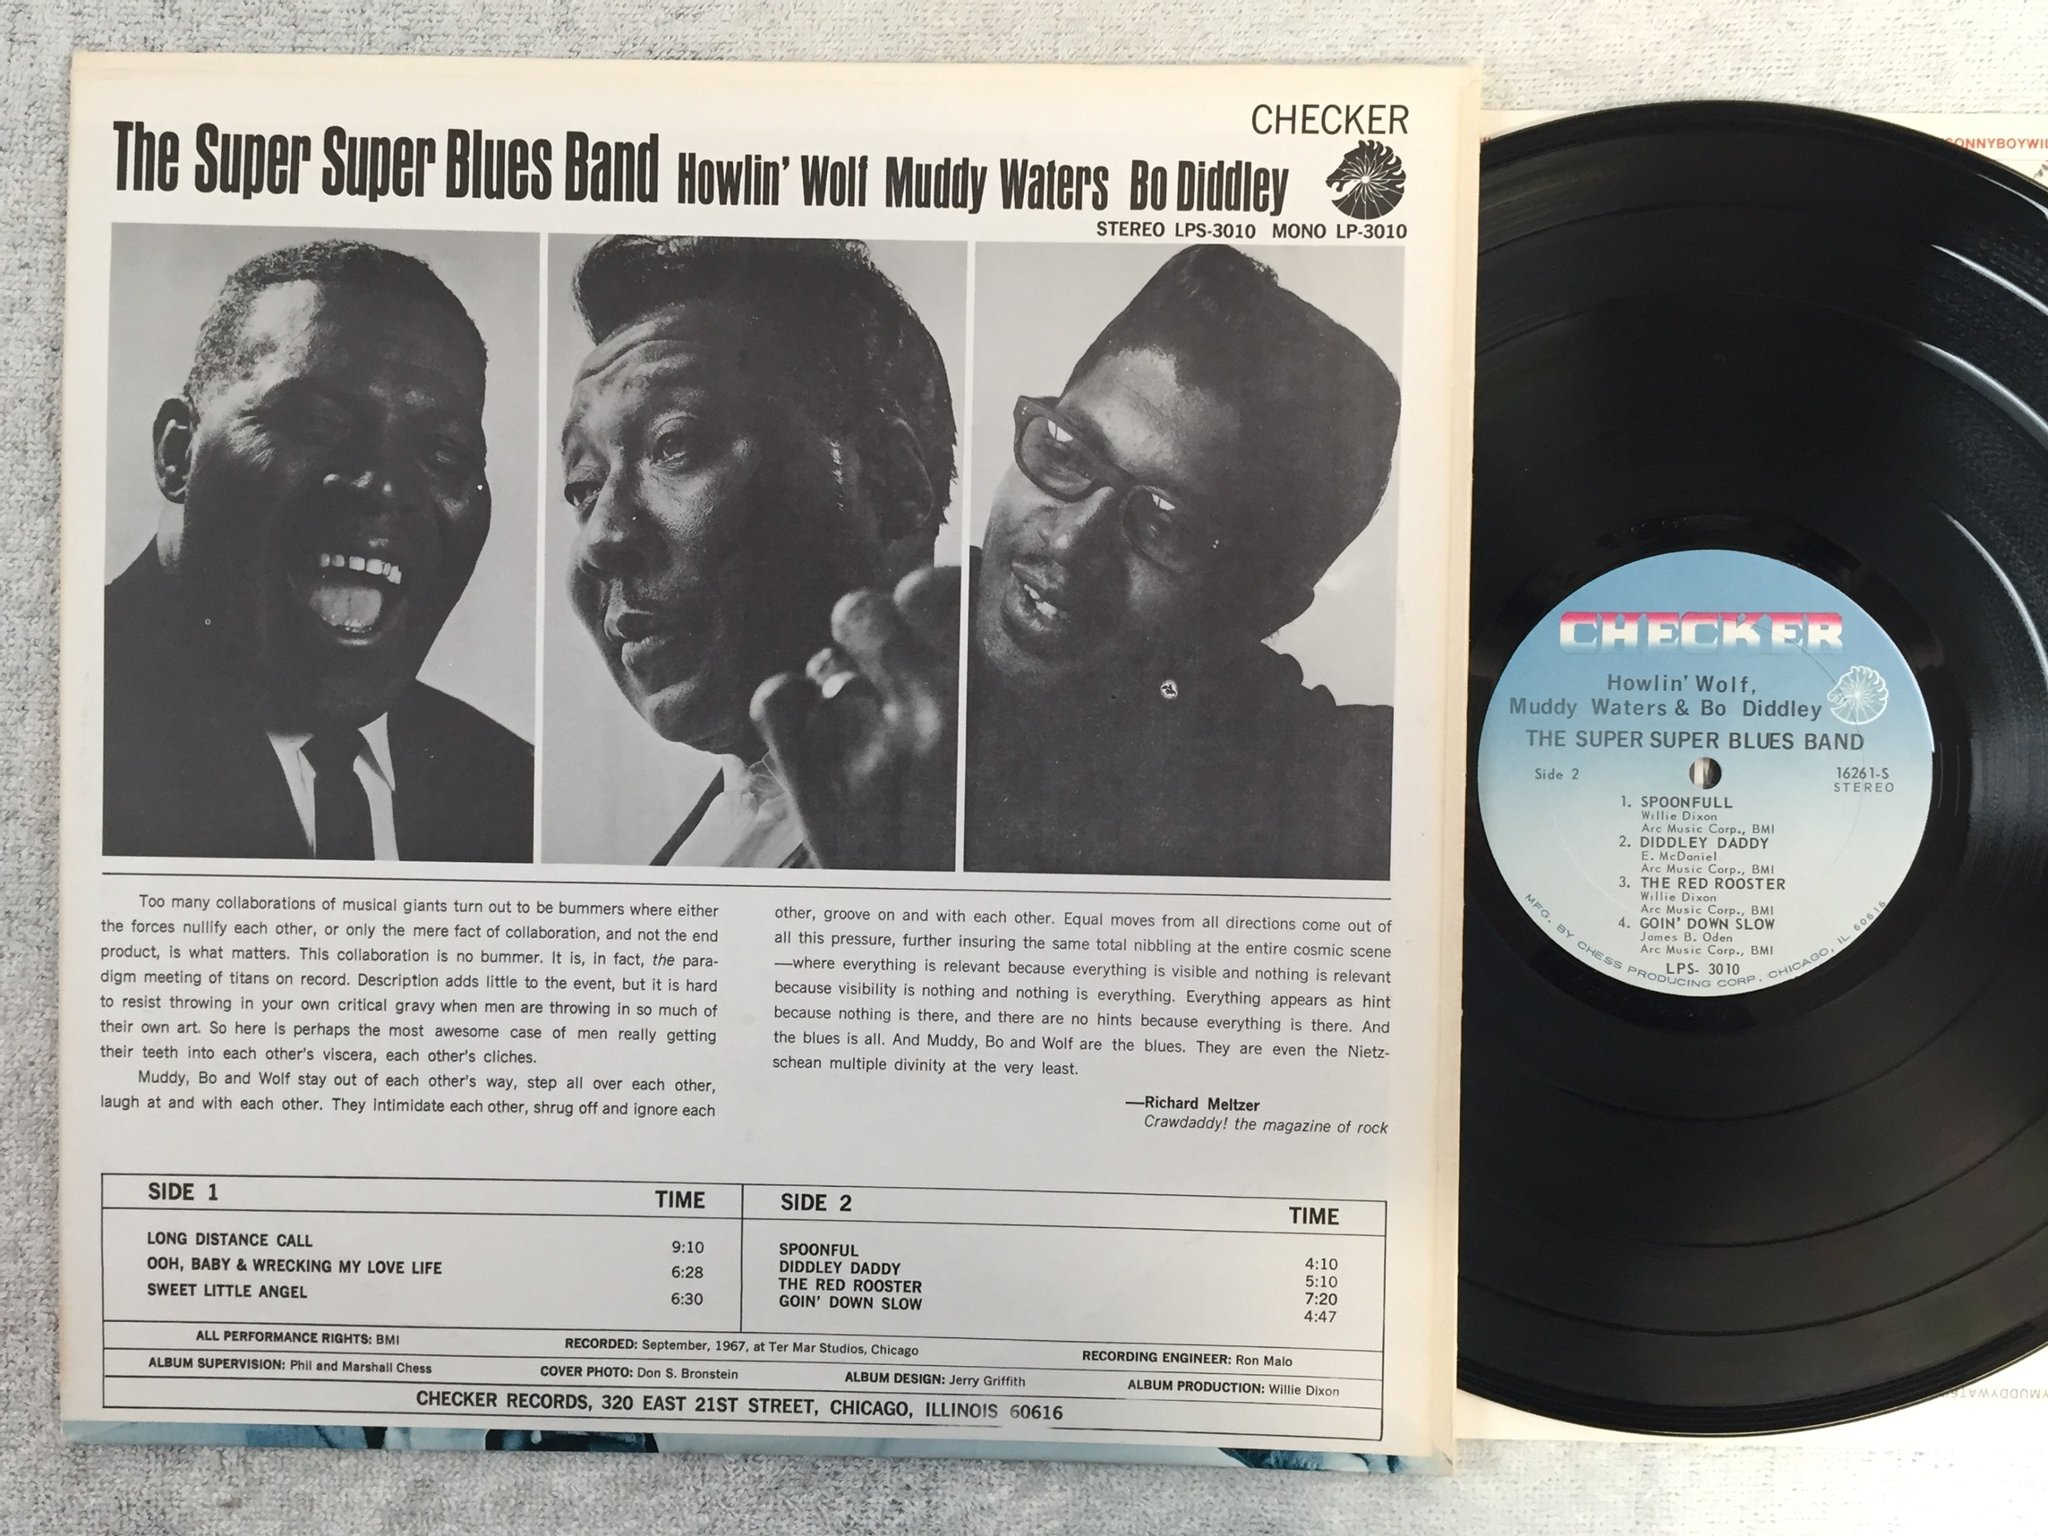 CHECKER
The Super Super Blues Band Howlin' Wolf Muddy Waters Bo Diddley
STEREO LPS-3010 MONO LP-3010
Too many collaborations of musical giants turn out to be bummers where either
the forces nullify each other, or only the mere fact of collaboration, and not the end
product, is what matters. This collaboration is no bummer. It is, in fact, the para-
digm meeting of titans on record. Description adds little to the event, but it is hard
to resist throwing in your own critical gravy when men are throwing in so much of
their own art. So here is perhaps the most awesome case of men really getting
their teeth into each other's viscera, each other's cliches.
Muddy, Bo and Wolf stay out of each other's way, step all over each other,
laugh at and with each other. They intimidate each other, shrug off and ignore each
other, groove on and with each other. Equal moves from all directions come out of
all this pressure, further insuring the same total nibbling at the entire cosmic scene
—where everything is relevant because everything is visible and nothing is relevant
because visibility is nothing and nothing is everything. Everything appears as hint
because nothing is there, and there are no hints because everything is there. And
the blues is all. And Muddy, Bo and Wolf are the blues. They are even the Nietz-
schean multiple divinity at the very least.
—Richard Meltzer
Crawdaddy! the magazine of rock
SIDE 1 TIME
LONG DISTANCE CALL 9:10
OOH, BABY & WRECKING MY LOVE LIFE 6:28
SWEET LITTLE ANGEL 6:30
SIDE 2 TIME
SPOONFUL 4:10
DIDDLEY DADDY 5:10
THE RED ROOSTER 7:20
GOIN' DOWN SLOW 4:47
ALL PERFORMANCE RIGHTS: BMI RECORDED: September, 1967, at Ter Mar Studios, Chicago RECORDING ENGINEER: Ron Malo
ALBUM SUPERVISION: Phil and Marshall Chess COVER PHOTO: Don S. Bronstein ALBUM DESIGN: Jerry Griffith ALBUM PRODUCTION: Willie Dixon
CHECKER RECORDS, 320 EAST 21ST STREET, CHICAGO, ILLINOIS 60616
CHECKER
Howlin' Wolf,
Muddy Waters & Bo Diddley
THE SUPER SUPER BLUES BAND
Side 2 16261-S
STEREO
1. SPOONFULL
Willie Dixon
Arc Music Corp., BMI
2. DIDDLEY DADDY
E. McDaniel
Arc Music Corp., BMI
3. THE RED ROOSTER
Willie Dixon
Arc Music Corp., BMI
4. GOIN' DOWN SLOW
James B. Oden
Arc Music Corp., BMI
LPS- 3010
MFG. BY CHESS PRODUCING CORP. CHICAGO, IL 60616